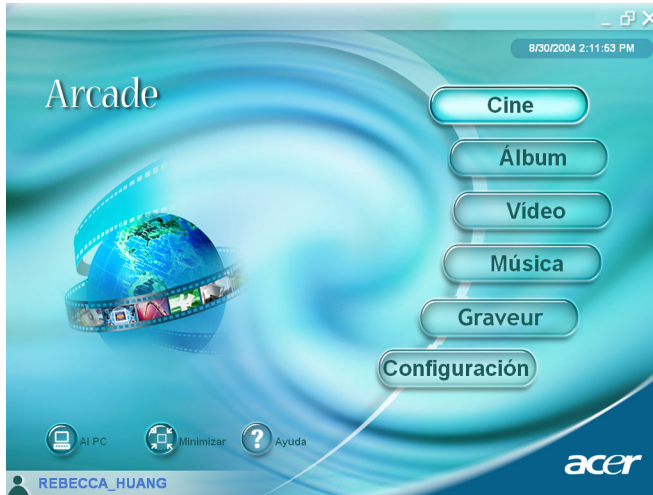 8/30/2004 2:11:53 PM
Arcade
Cine
Álbum
Vídeo
Música
Graveur
Configuración
Al PC
Minimizar
Ayuda
acer
REBECCA_HUANG